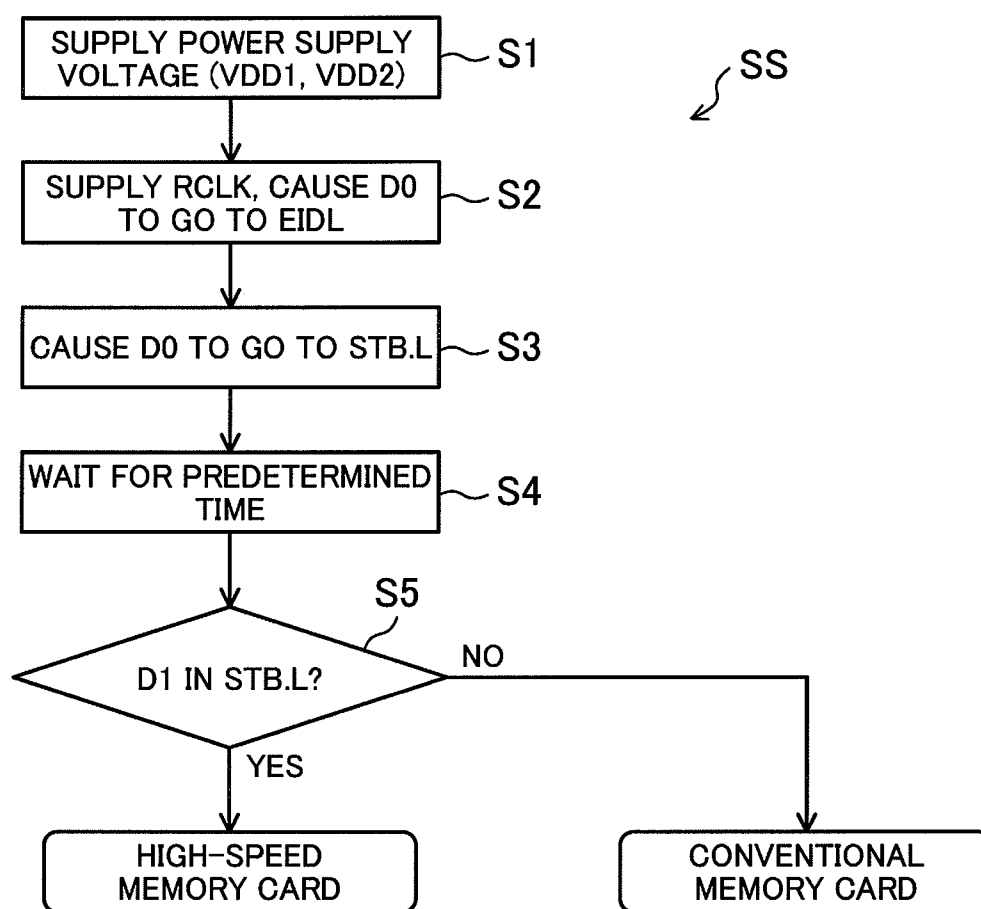 SUPPLY POWER SUPPLY
VOLTAGE (VDD1, VDD2)
S1
SS
SUPPLY RCLK, CAUSE D0
TO GO TO EIDL
S2
CAUSE D0 TO GO TO STB.L
S3
WAIT FOR PREDETERMINED
TIME
S4
S5
D1 IN STB.L?
NO
YES
HIGH-SPEED
MEMORY CARD
CONVENTIONAL
MEMORY CARD